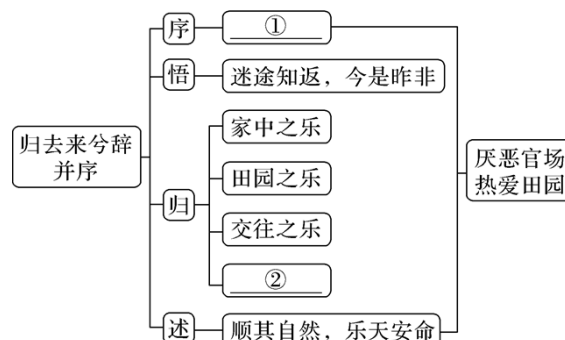 归去来兮辞
并序
序
①
悟
迷途知返，今是昨非
归
家中之乐
田园之乐
交往之乐
②
述
顺其自然，乐天安命
厌恶官场
热爱田园